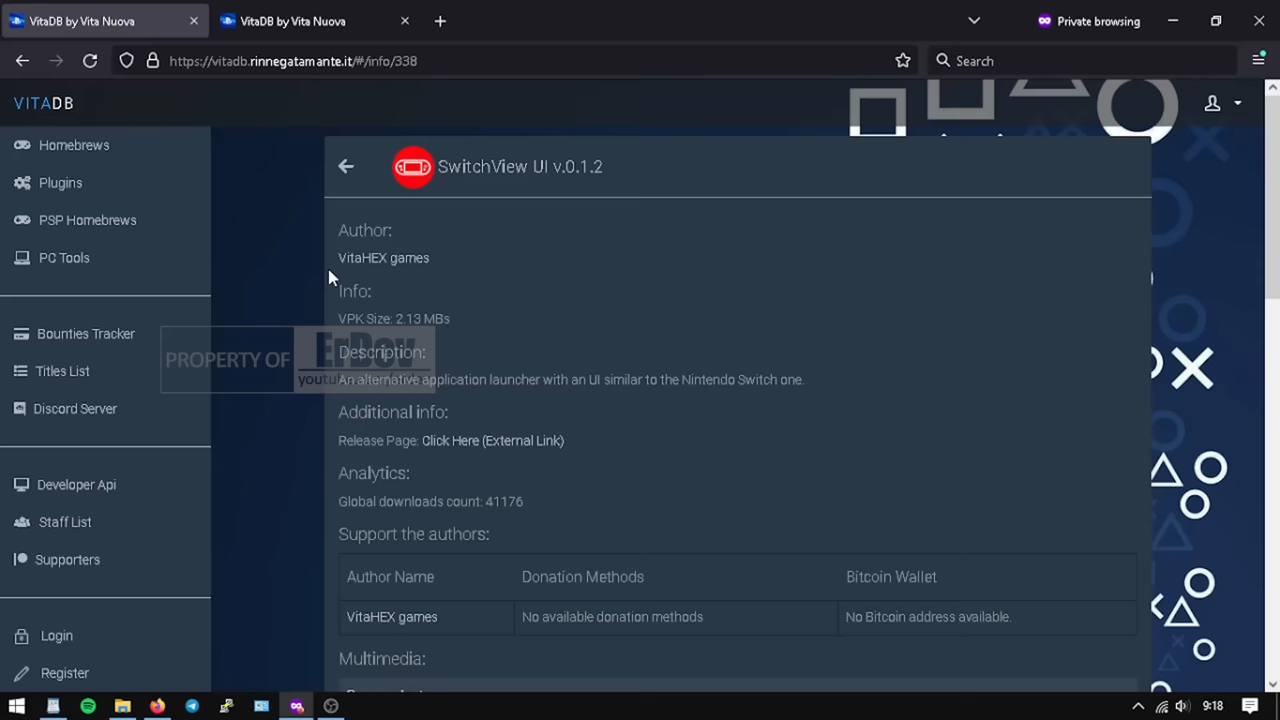 VitaDB by Vita Nuova
VitaDB by Vita Nuova
Private browsing
https://vitadb.rinnegatamante.it/#/info/338
Search
VITADB
Homebrews
Plugins
PSP Homebrews
PC Tools
Bounties Tracker
Titles List
Discord Server
Developer Api
Staff List
Supporters
Login
Register
SwitchView UI v.0.1.2
Author:
VitaHEX games
Info:
VPK Size: 2.13 MBs
PROPERTY OF
ErDov
Description:
An alternative application launcher with an UI similar to the Nintendo Switch one.
Additional info:
Release Page: Click Here (External Link)
Analytics:
Global downloads count: 41176
Support the authors:
Author Name
Donation Methods
Bitcoin Wallet
VitaHEX games
No available donation methods
No Bitcoin address available.
Multimedia:
9:18